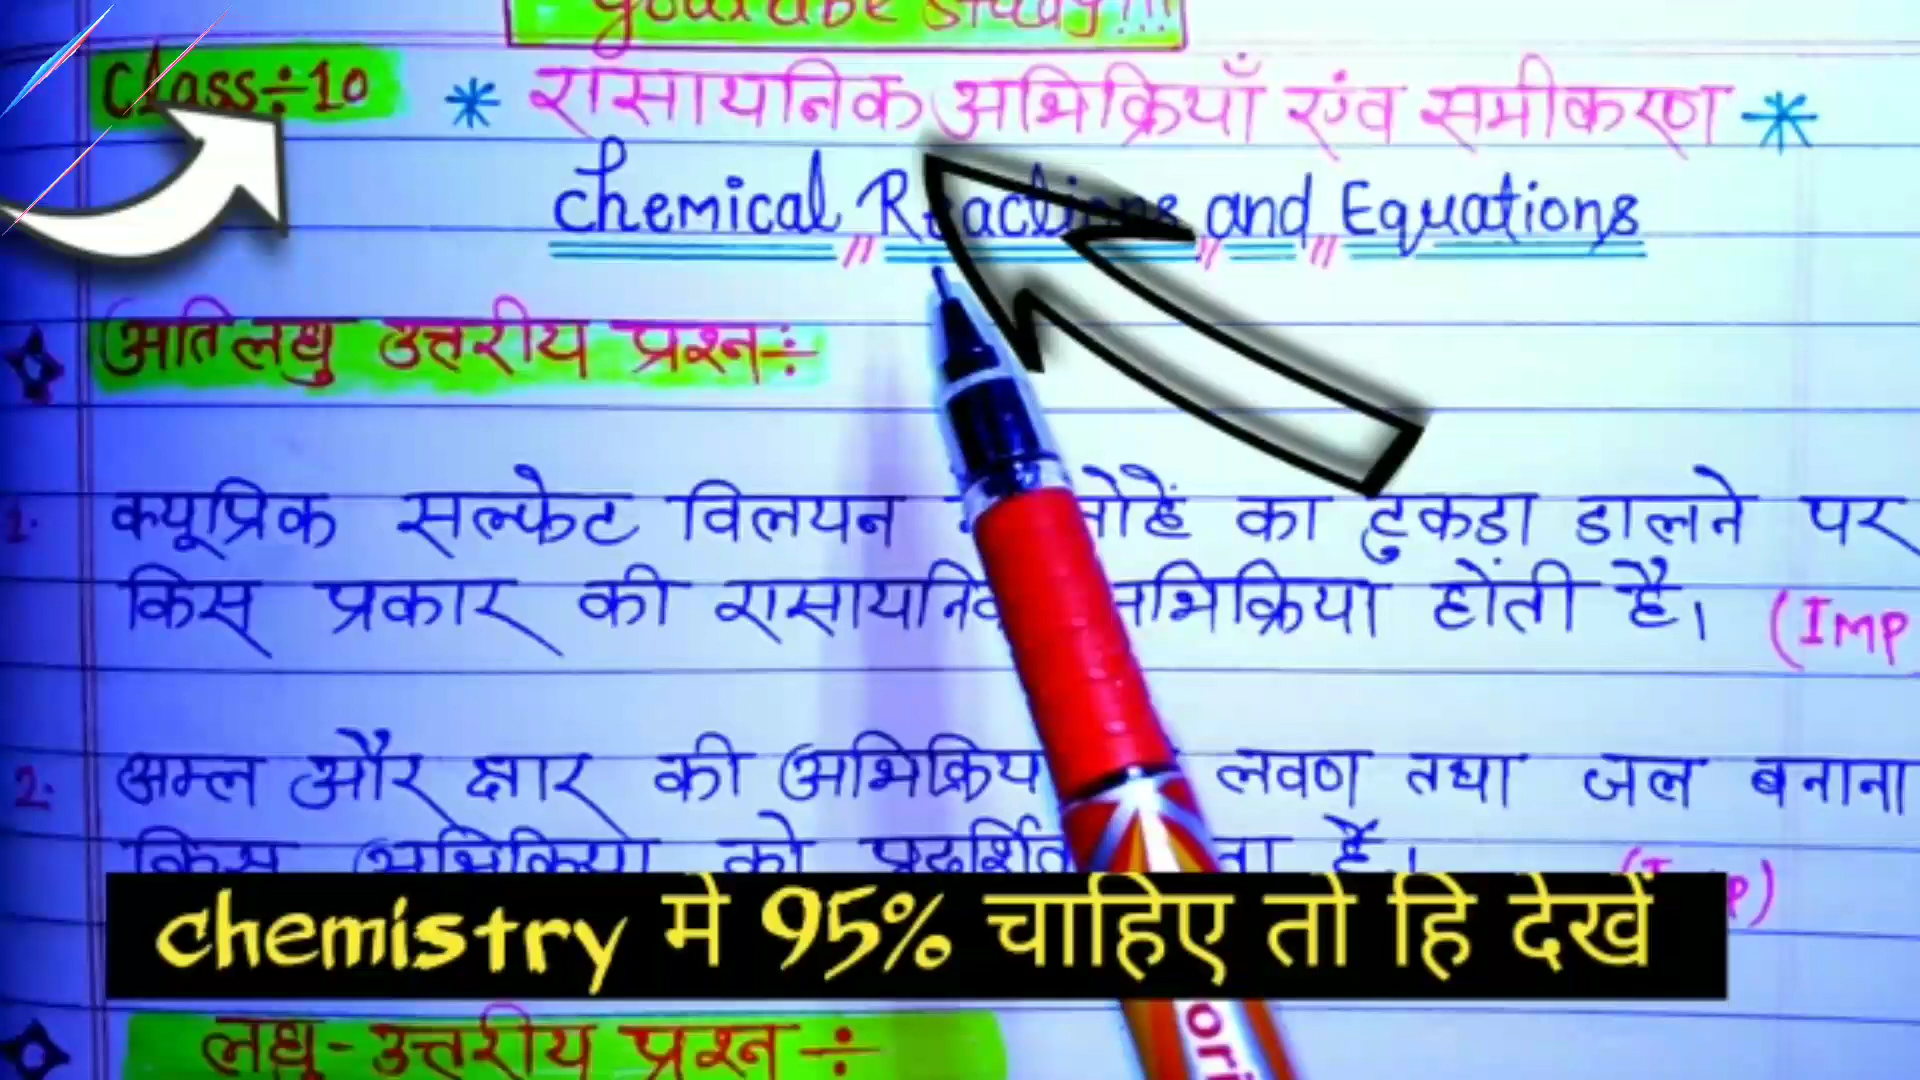 Class÷10
* रासायनिक अभिक्रियाँ एंव समीकरण *
Chemical Reactions and Equations
अतिलघु उत्तरीय प्रश्न÷
1. क्यूप्रिक सल्फेट विलयन का टुकडा डालने पर
किस प्रकार की रासायनिक अभिक्रिया होंती है। (Imp
2. अम्ल और क्षार की अभिक्रिया लवण तथा जल बनाना
किस अभिक्रिया को है।
chemistry मे 95% चाहिए तो हि देखें
लघु-उत्तरीय प्रश्न÷